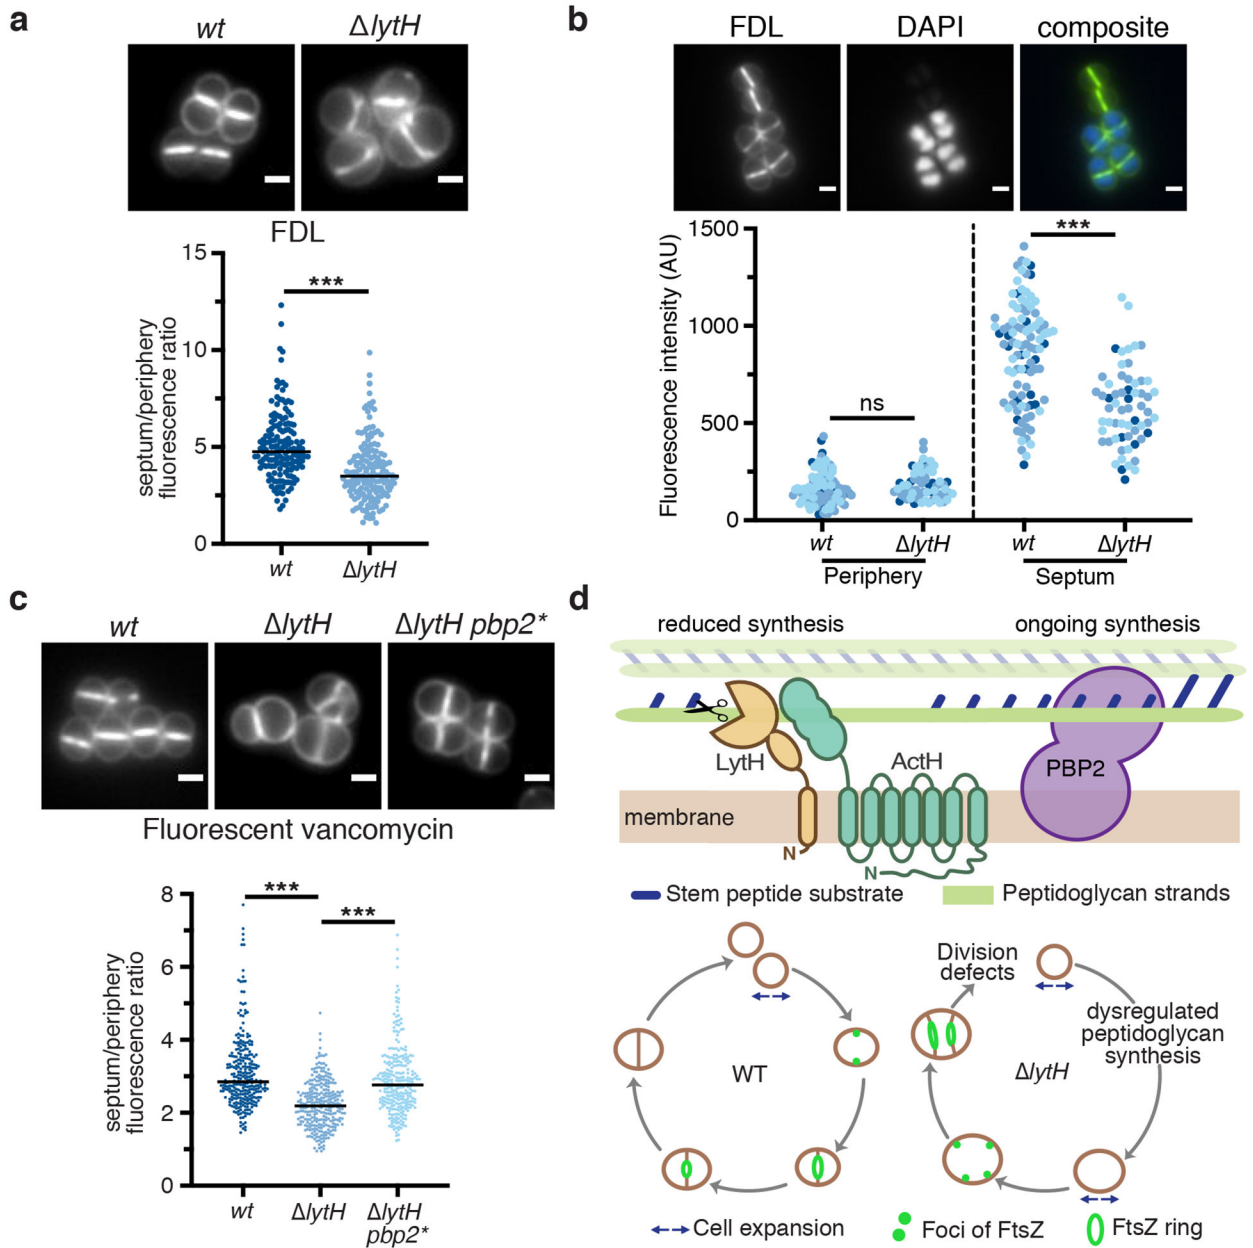 a
wt
ΔlytH
FDL
septum/periphery
fluorescence ratio
15
10
5
0
***
wt
ΔlytH
b
FDL
DAPI
composite
Fluorescence intensity (AU)
1500
1000
500
0
ns
***
wt
ΔlytH
wt
ΔlytH
Periphery
Septum
c
wt
ΔlytH
ΔlytH pbp2*
Fluorescent vancomycin
septum/periphery
fluorescence ratio
8
6
4
2
0
***
***
wt
ΔlytH
ΔlytH
pbp2*
d
reduced synthesis
ongoing synthesis
LytH
ActH
PBP2
membrane
N
N
Stem peptide substrate
Peptidoglycan strands
WT
Division
defects
dysregulated
peptidoglycan
synthesis
ΔlytH
Cell expansion
Foci of FtsZ
FtsZ ring